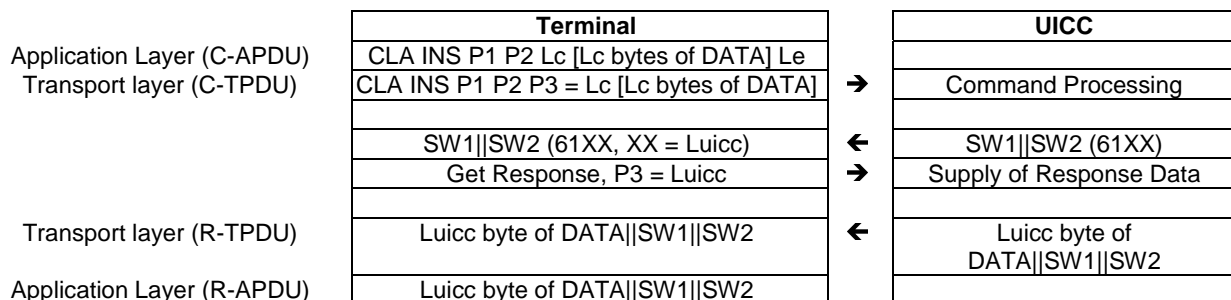 Terminal UICC
Application Layer (C-APDU) CLA INS P1 P2 Lc [Lc bytes of DATA] Le
Transport layer (C-TPDU) CLA INS P1 P2 P3 = Lc [Lc bytes of DATA] ➔ Command Processing
SW1||SW2 (61XX, XX = Luicc) 🡸 SW1||SW2 (61XX)
Get Response, P3 = Luicc ➔ Supply of Response Data
Transport layer (R-TPDU) Luicc byte of DATA||SW1||SW2 🡸 Luicc byte of
DATA||SW1||SW2
Application Layer (R-APDU) Luicc byte of DATA||SW1||SW2